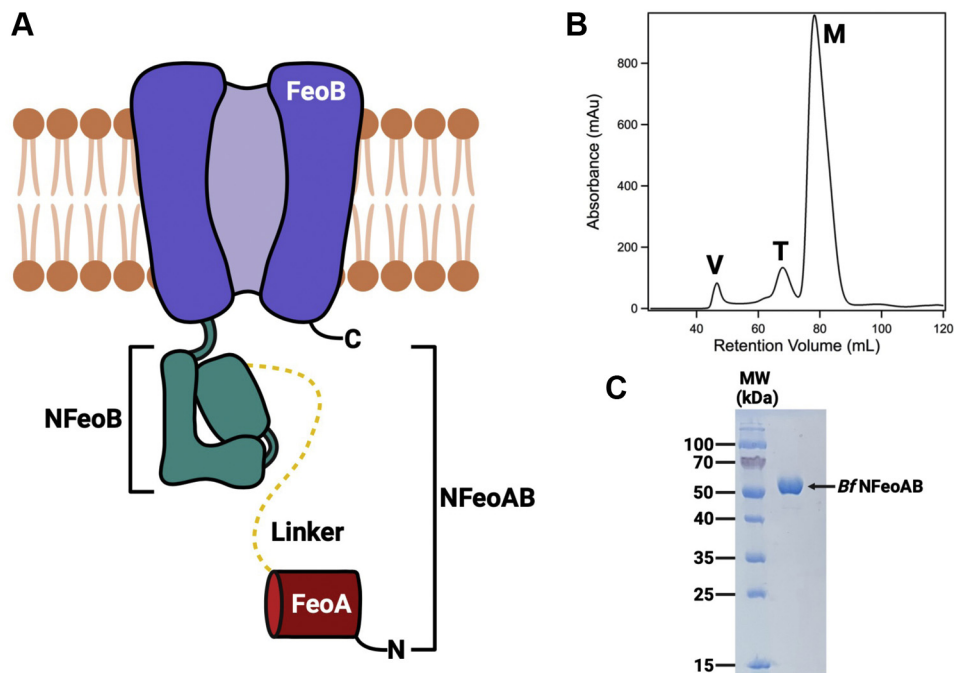 A
FeoB
C
NFeoB
NFeoAB
Linker
FeoA
N
B
Absorbance (mAu)
800
600
400
200
0
V
T
M
40
60
80
100
120
Retention Volume (mL)
C
MW
(kDa)
100
70
50
40
35
25
15
Bf NFeoAB